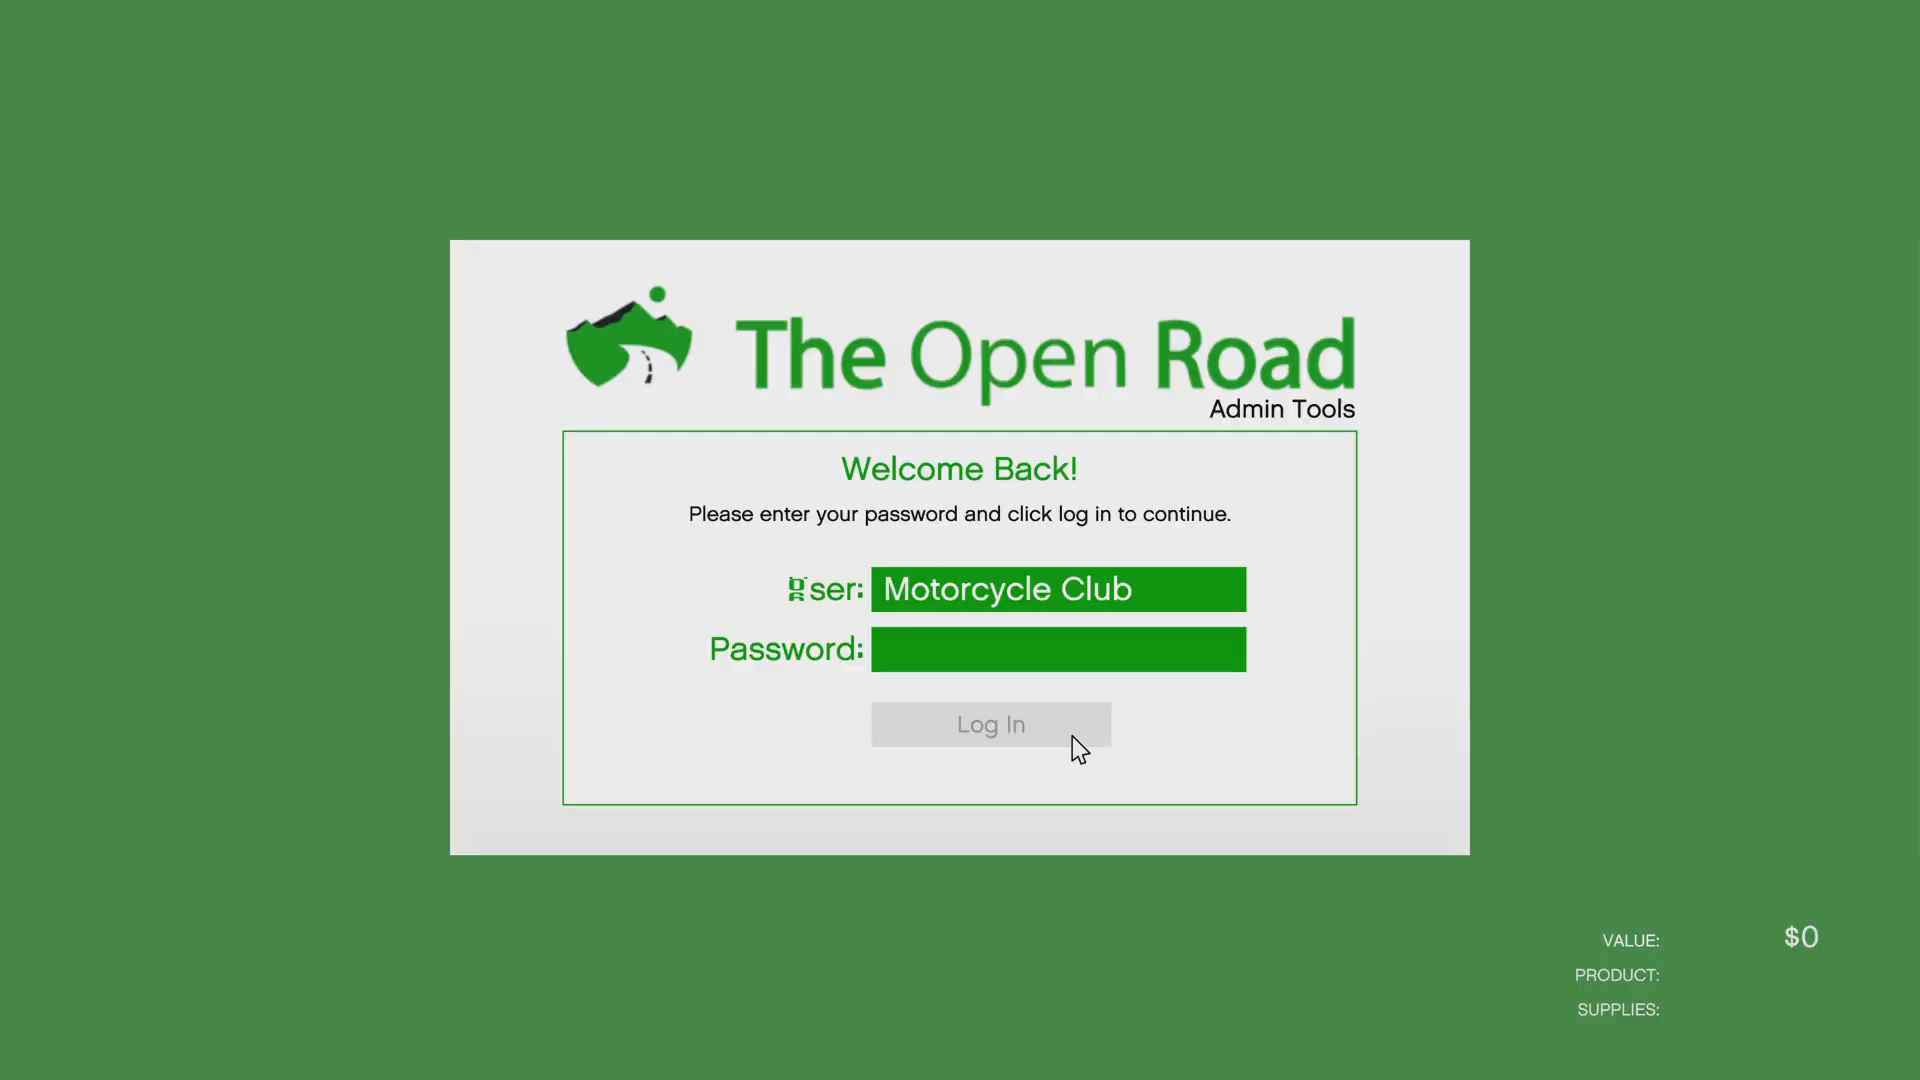 The Open Road
Admin Tools
Welcome Back!
Please enter your password and click log in to continue.
Motorcycle Club
Password:
Log In
VALUE: $0
PRODUCT:
SUPPLIES: